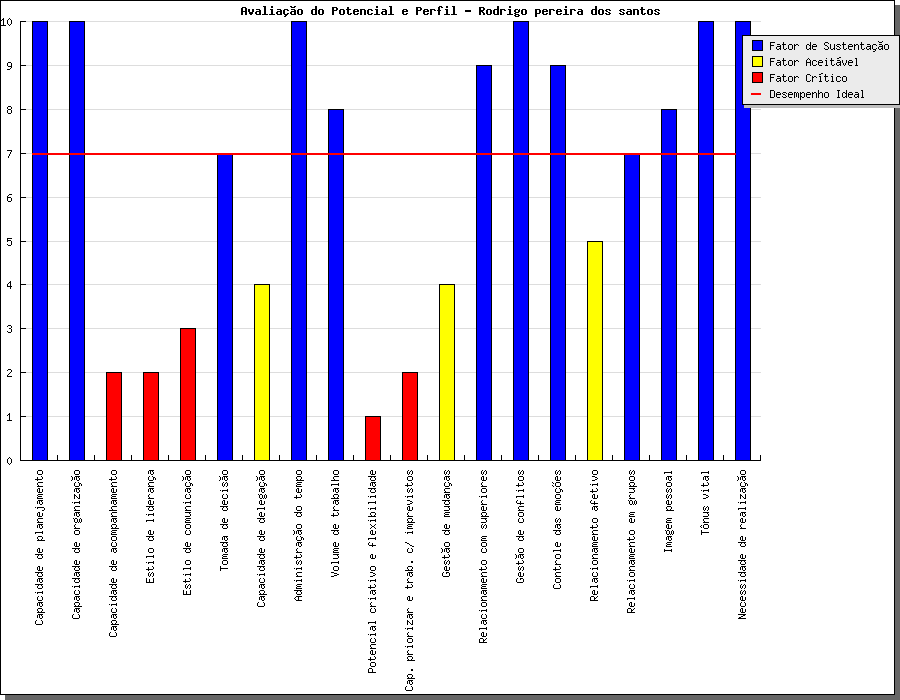 Avaliação do Potencial e Perfil - Rodrigo pereira dos santos
10
9
8
7
6
5
4
3
2
1
0
Fator de Sustentação
Fator Aceitável
Fator Crítico
Desempenho Ideal
Capacidade de planejamento
Capacidade de organização
Capacidade de acompanhamento
Estilo de liderança
Estilo de comunicação
Tomada de decisão
Capacidade de delegação
Administração do tempo
Volume de trabalho
Potencial criativo e flexibilidade
Cap. priorizar e trab. c/ imprevistos
Gestão de mudanças
Relacionamento com superiores
Gestão de conflitos
Controle das emoções
Relacionamento afetivo
Relacionamento em grupos
Imagem pessoal
Tônus vital
Necessidade de realização